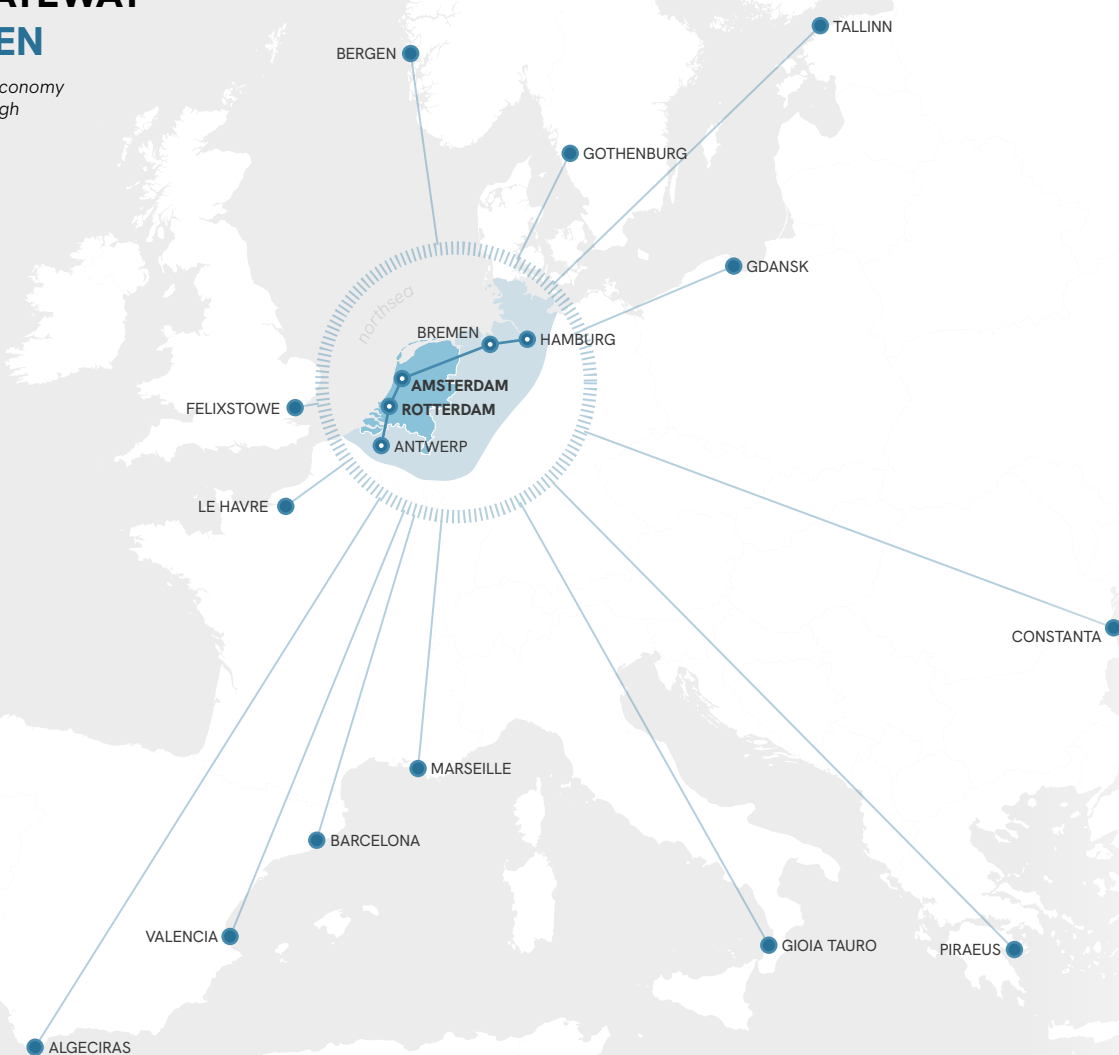 EN
gh
BERGEN
TALLINN
GOTHENBURG
GDANSK
northsea
BREMEN
HAMBURG
AMSTERDAM
FELIXSTOWE
ROTTERDAM
ANTWERP
LE HAVRE
CONSTANTA
MARSEILLE
BARCELONA
VALENCIA
GIOIA TAURO
PIRAEUS
ALGECIRAS